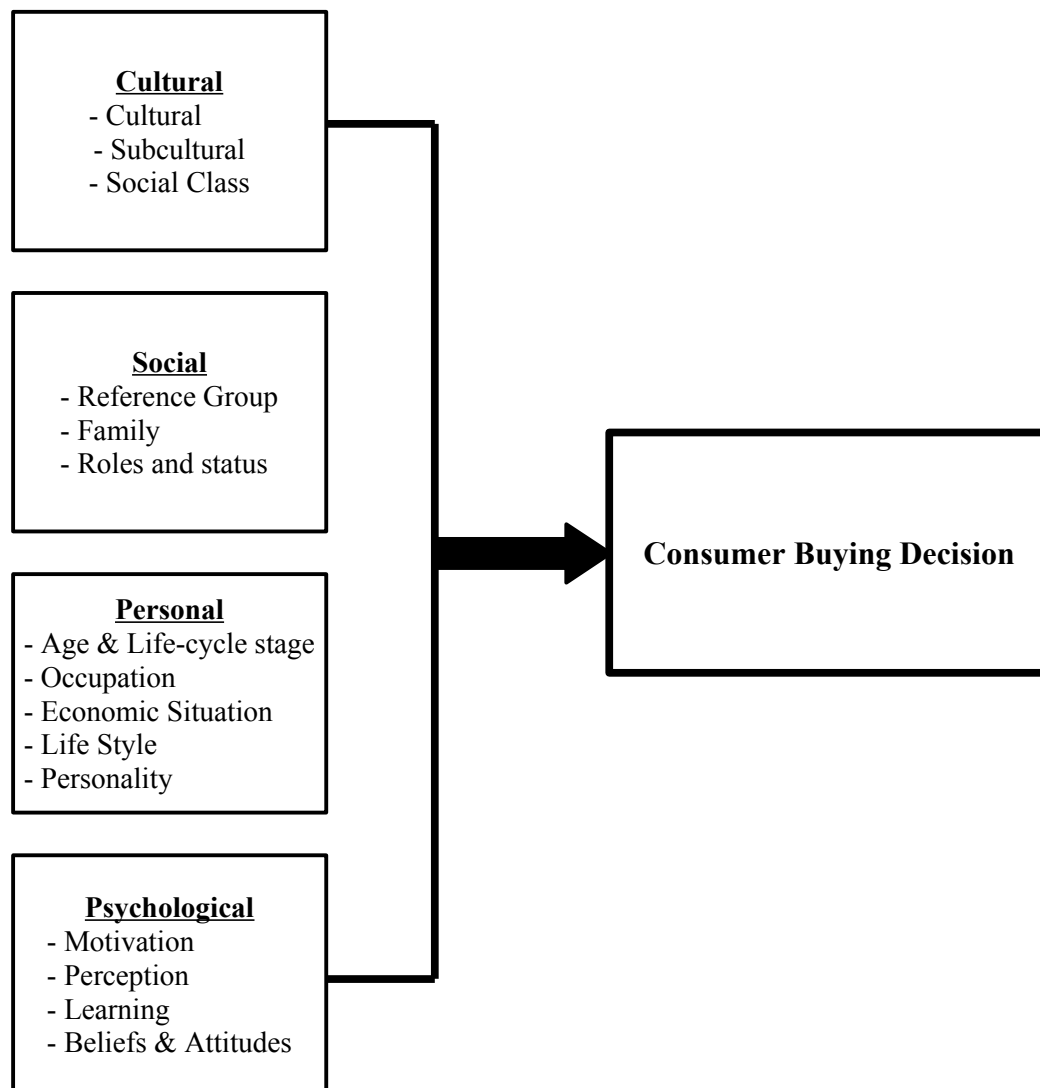 Cultural
- Cultural
- Subcultural
- Social Class
Social
- Reference Group
- Family
- Roles and status
Personal
- Age & Life-cycle stage
- Occupation
- Economic Situation
- Life Style
- Personality
Psychological
- Motivation
- Perception
- Learning
- Beliefs & Attitudes
Consumer Buying Decision